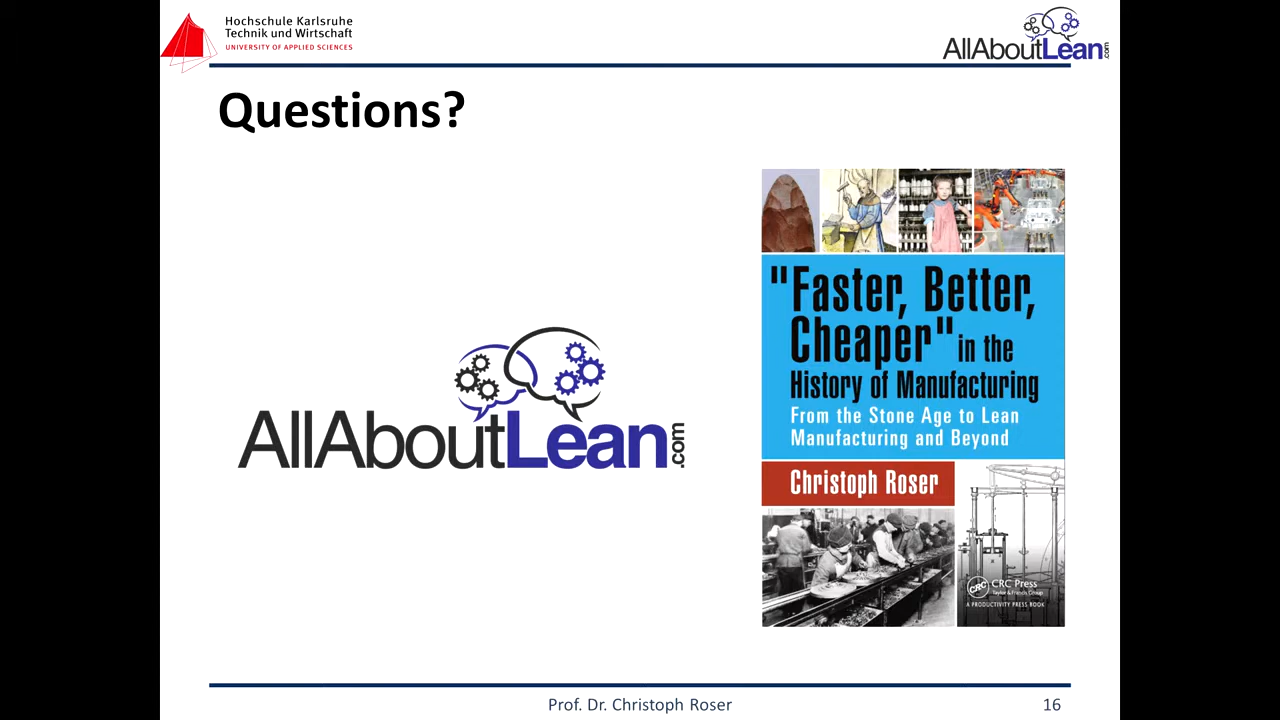 Hochschule Karlsruhe
Technik und Wirtschaft
UNIVERSITY OF APPLIED SCIENCES
AllAboutLean.com
Questions?
AllAboutLean.com
"Faster, Better,
Cheaper" in the
History of Manufacturing
From the Stone Age to Lean
Manufacturing and Beyond
Christoph Roser
CRC CRC Press
Taylor & Francis Group
A PRODUCTIVITY PRESS BOOK
Prof. Dr. Christoph Roser
16